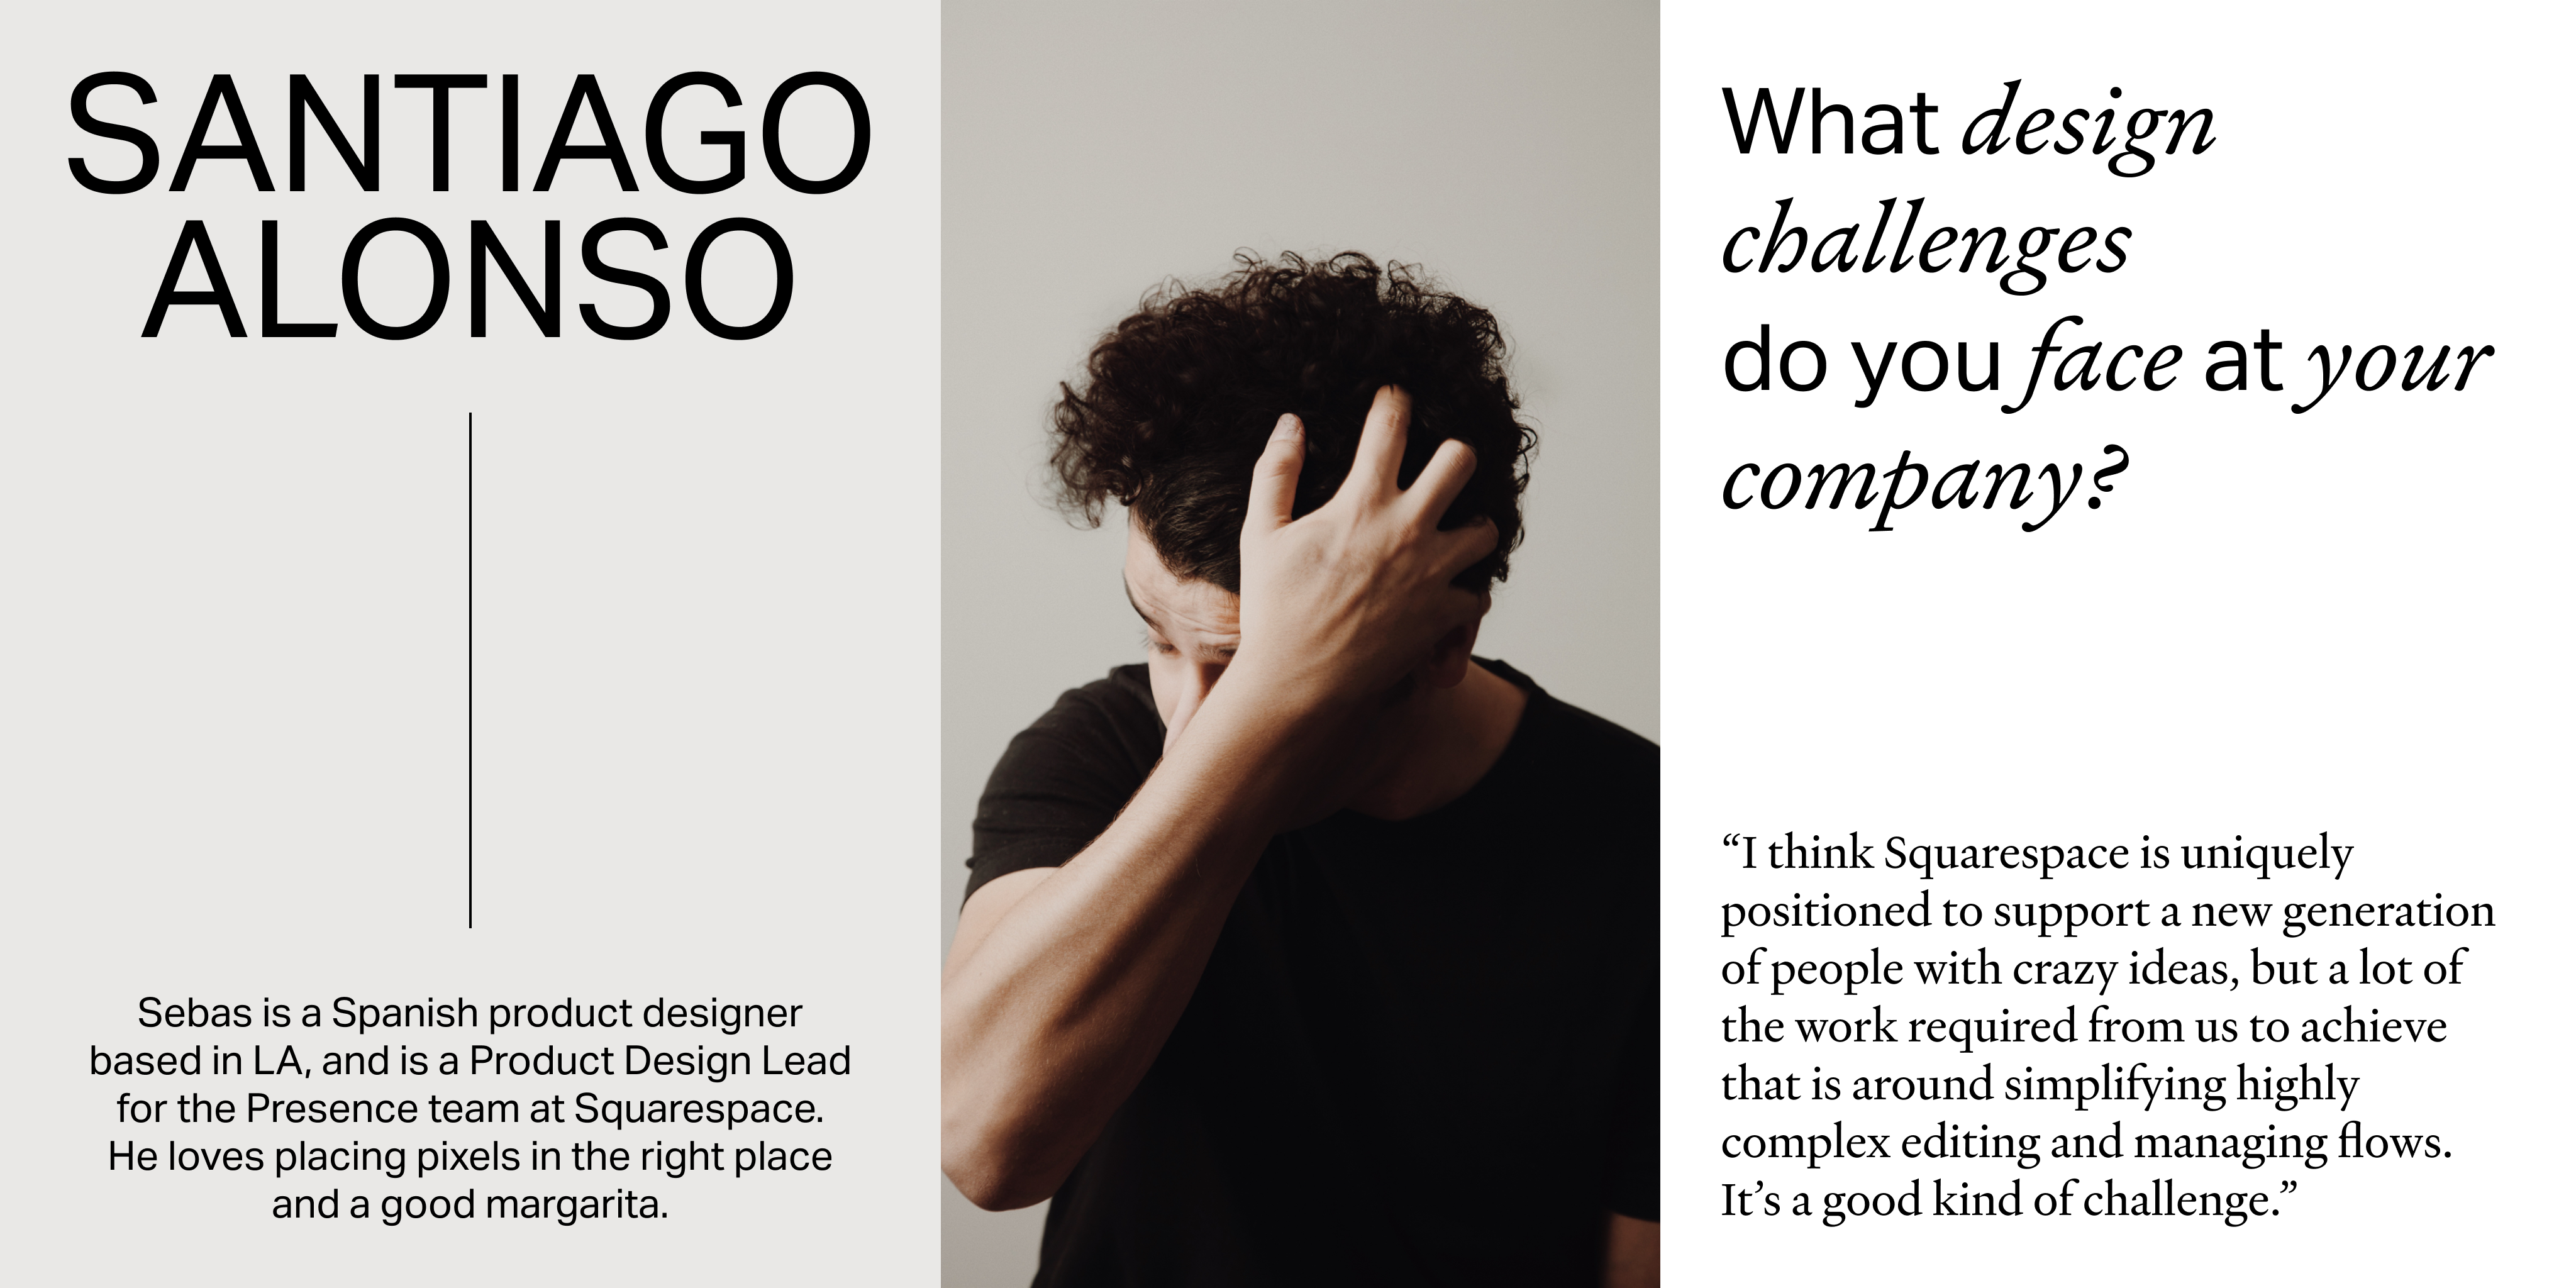 SANTIAGO
ALONSO
Sebas is a Spanish product designer
based in LA, and is a Product Design Lead
for the Presence team at Squarespace.
He loves placing pixels in the right place
and a good margarita.
What design
challenges
do you face at your
company?
“I think Squarespace is uniquely
positioned to support a new generation
of people with crazy ideas, but a lot of
the work required from us to achieve
that is around simplifying highly
complex editing and managing flows.
It’s a good kind of challenge.”